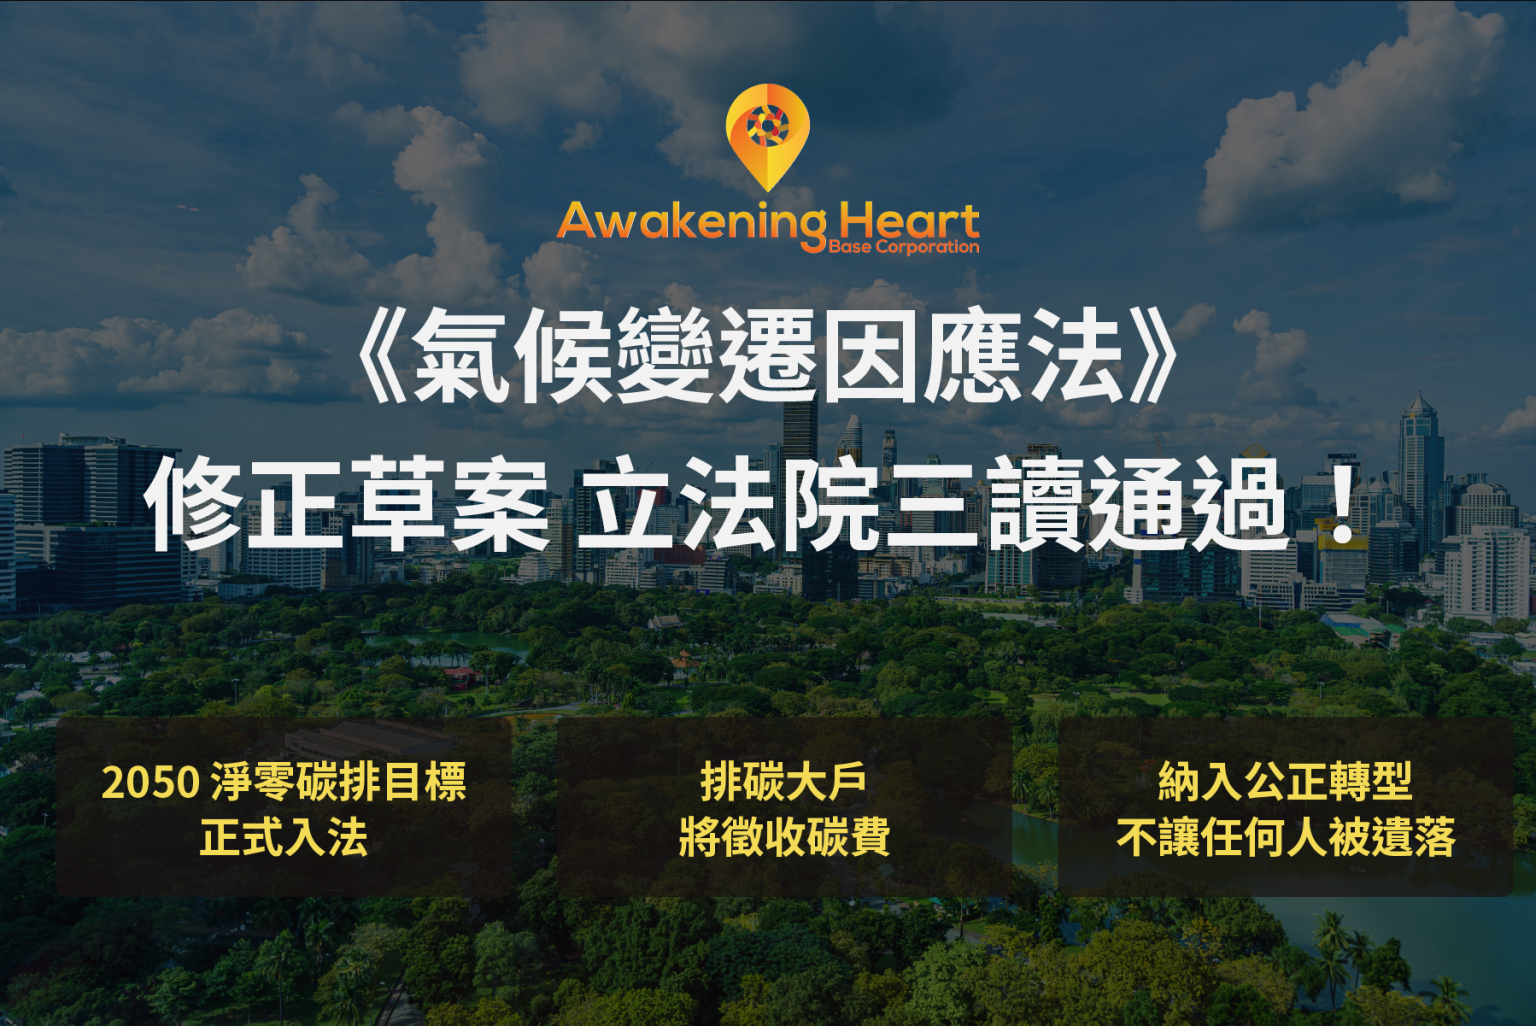 Awakening Heart
Base Corporation
《氣候變遷因應法》
修正草案 立法院三讀通過！
2050 淨零碳排目標
正式入法
排碳大戶
將徵收碳費
納入公正轉型
不讓任何人被遺落